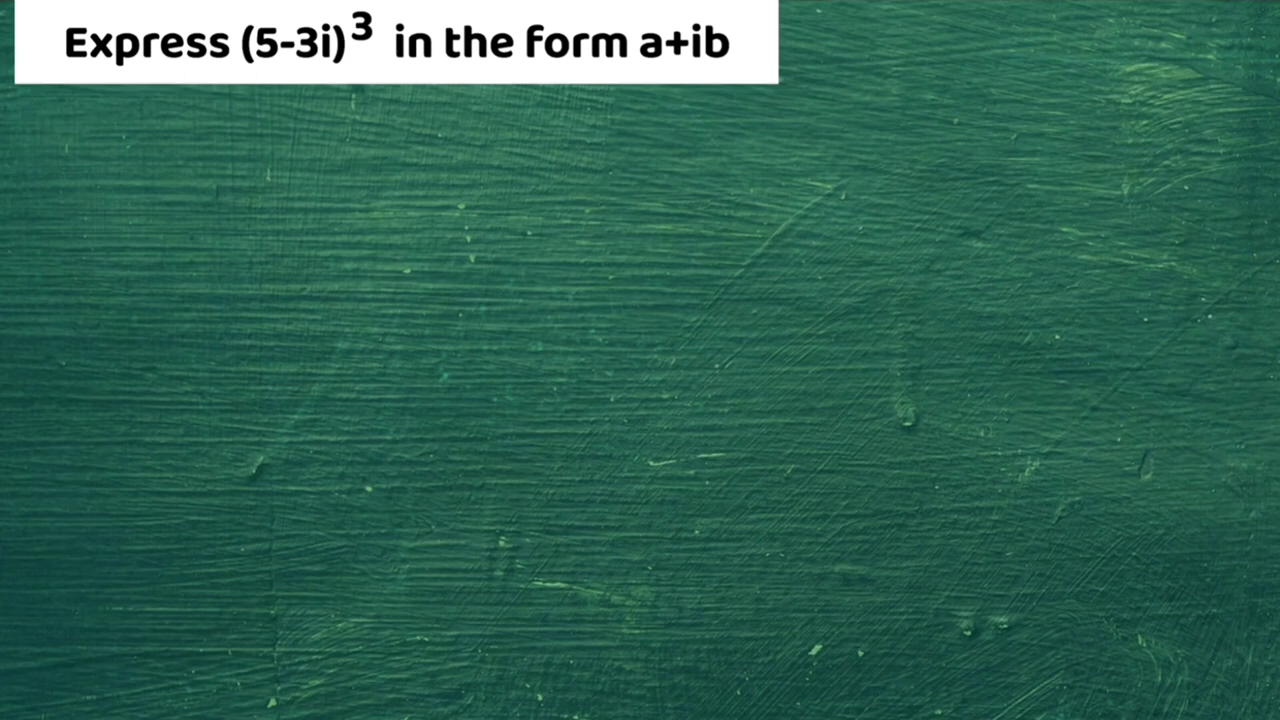 Express (5-3i)³ in the form a+ib